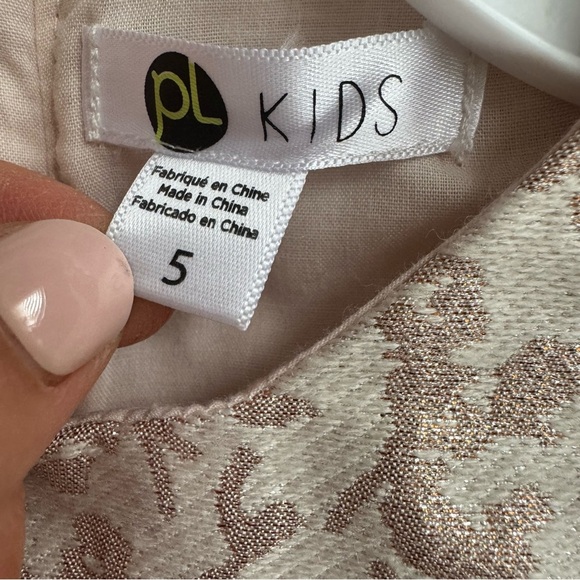 pL KIDS
Fabriqué en Chine
Made in China
Fabricado en China
5